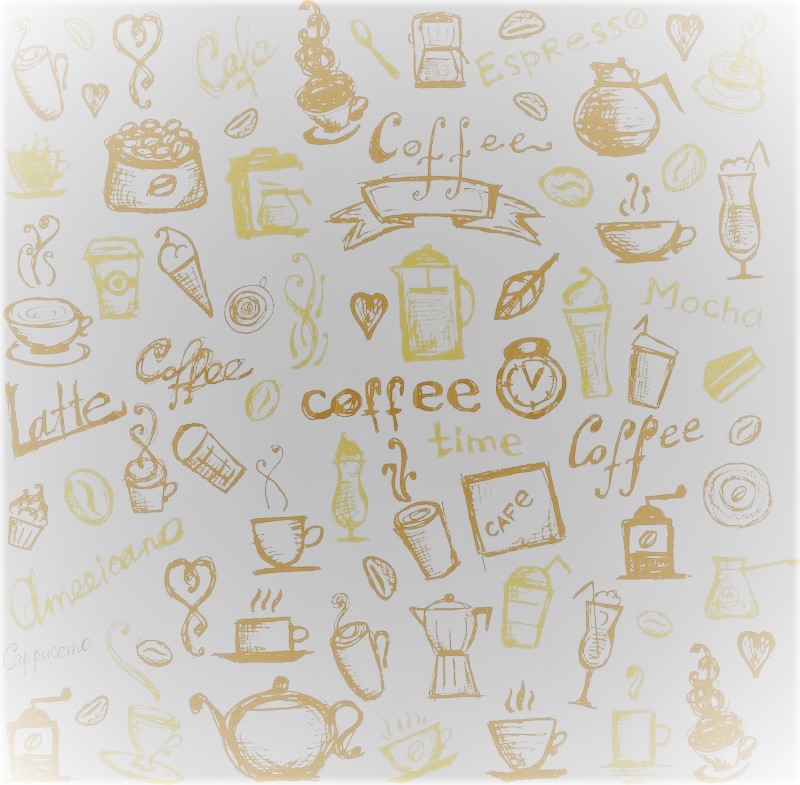 Cafe
Espresso
Coffee
Mocha
Coffee
Latte
coffee
time
Coffee
CAFE
Americano
Cappuccino